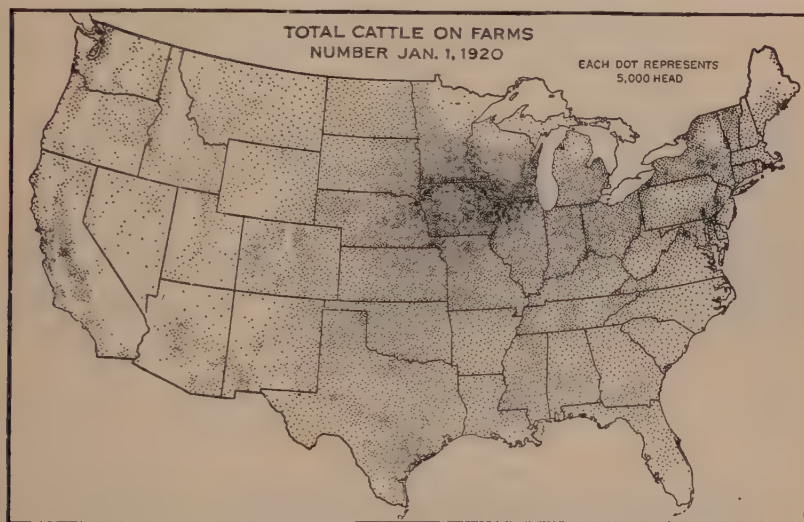 TOTAL CATTLE ON FARMS
NUMBER JAN. 1, 1920
EACH DOT REPRESENTS
5,000 HEAD